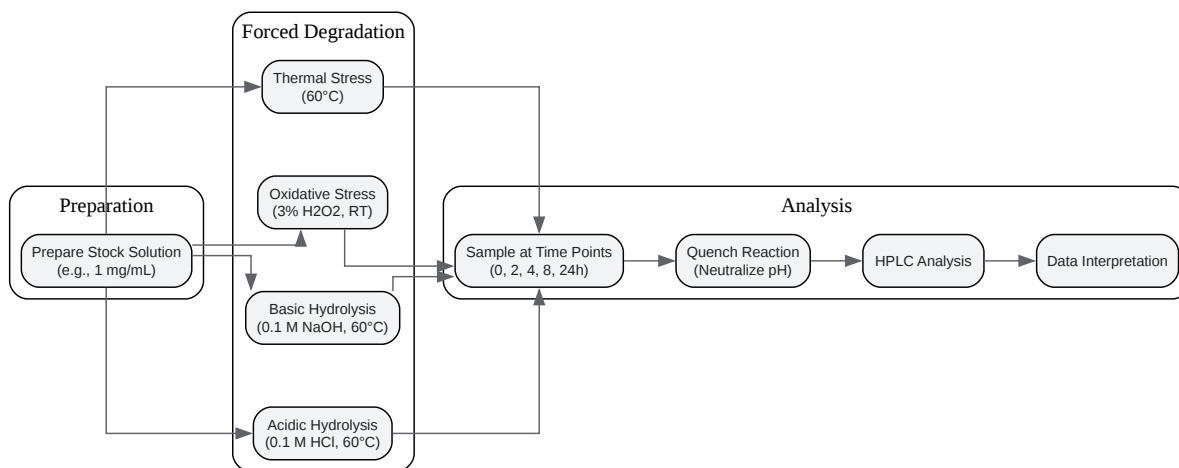 Forced Degradation
Thermal Stress
(60°C)
Preparation
Prepare Stock Solution
(e.g., 1 mg/mL)
Oxidative Stress
(3% H2O2, RT)
Basic Hydrolysis
(0.1 M NaOH, 60°C)
Acidic Hydrolysis
(0.1 M HCl, 60°C)
Analysis
Sample at Time Points
(0, 2, 4, 8, 24h)
Quench Reaction
(Neutralize pH)
HPLC Analysis
Data Interpretation